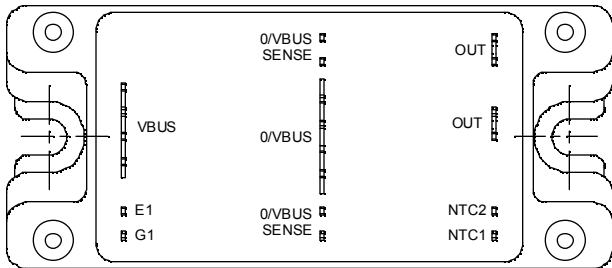 0/VBUS
SENSE
OUT
VBUS
0/VBUS
OUT
E1
0/VBUS
SENSE
NTC2
G1
NTC1